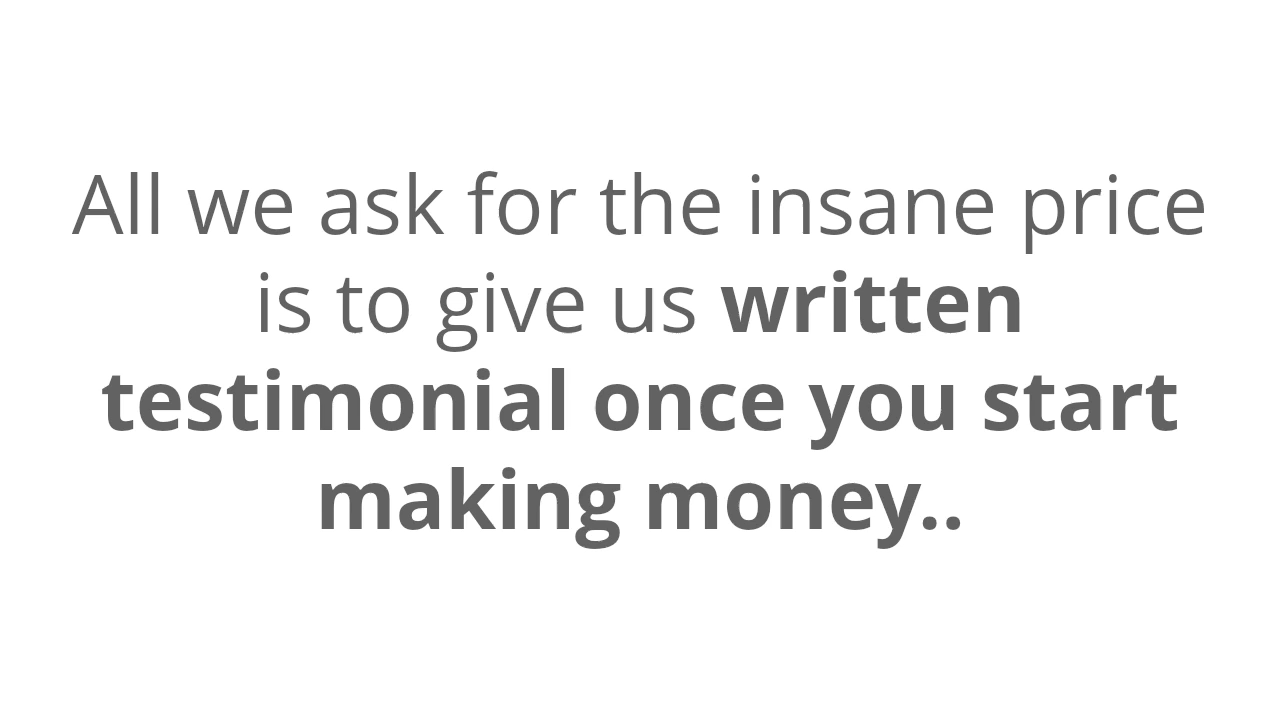 All we ask for the insane price
is to give us written
testimonial once you start
making money..